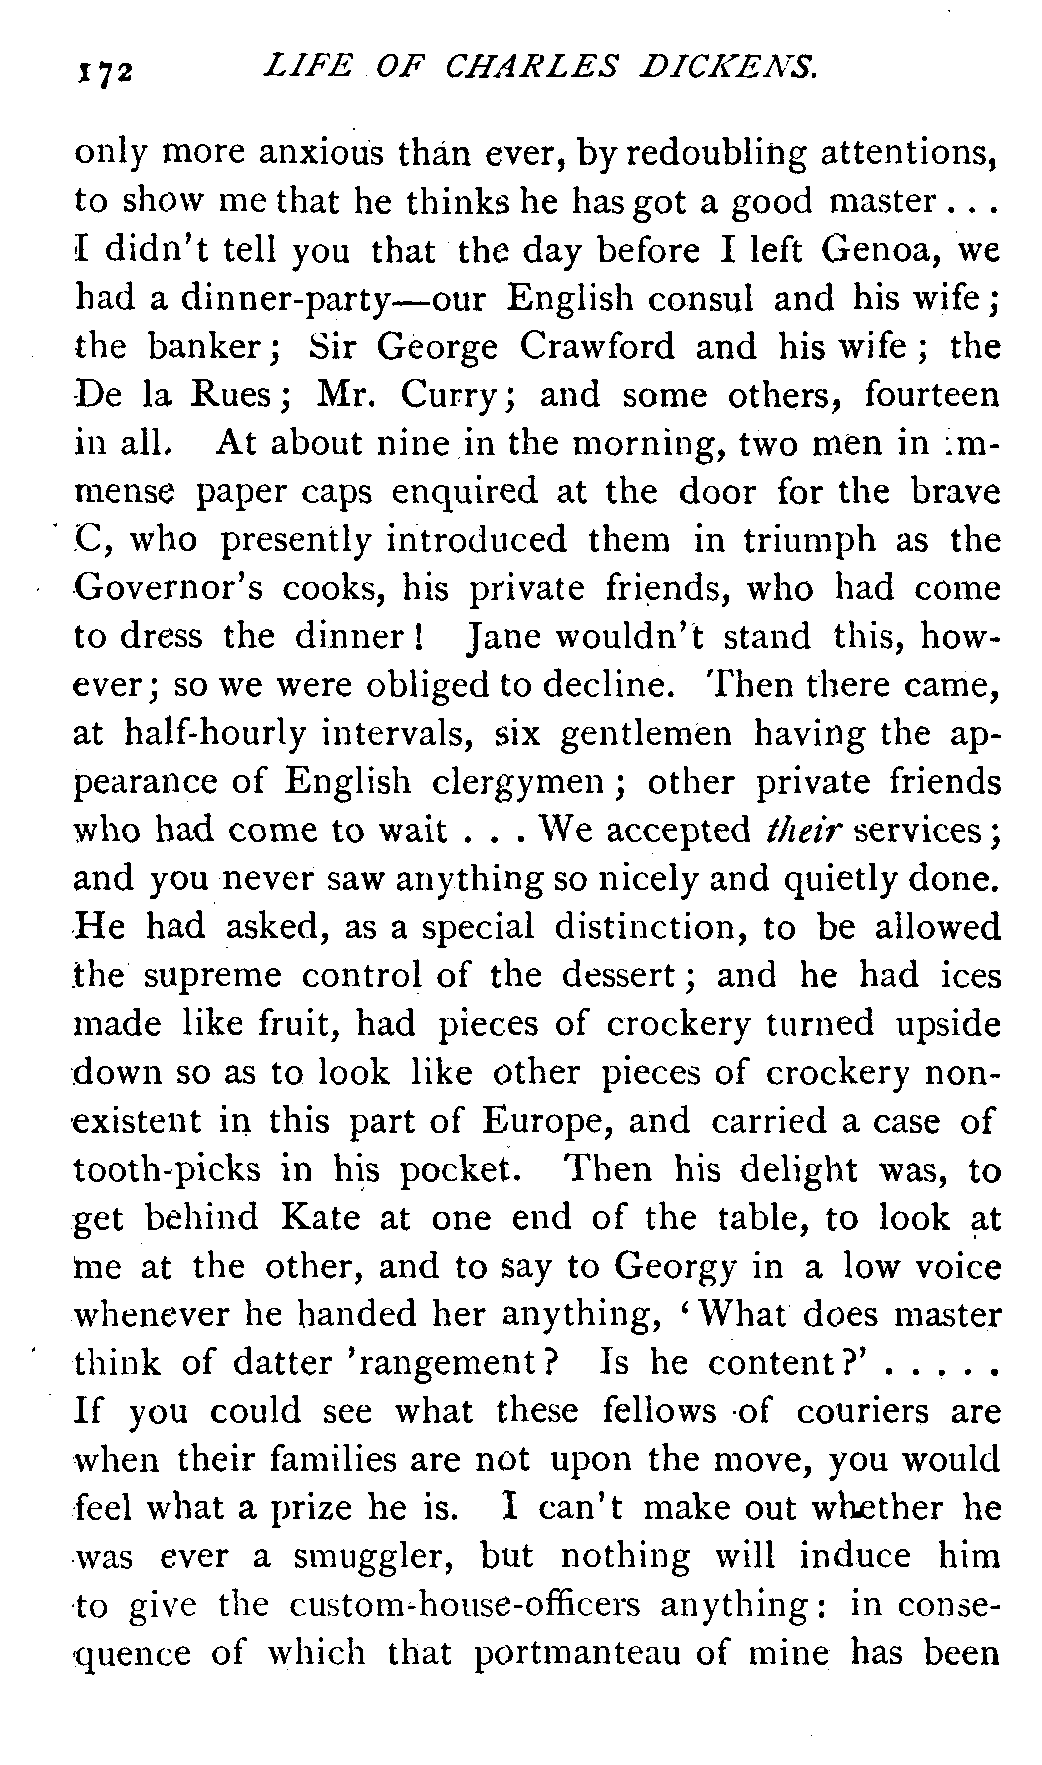 172 LIFE OF CHARLES DICKENS.
only more anxious than ever, by redoubling attentions,
to show me that he thinks he has got a good master . . .
I didn't tell you that the day before I left Genoa, we
had a dinner-party—our English consul and his wife;
the banker; Sir George Crawford and his wife; the
De la Rues; Mr. Curry; and some others, fourteen
in all. At about nine in the morning, two men in im-
mense paper caps enquired at the door for the brave
C, who presently introduced them in triumph as the
Governor's cooks, his private friends, who had come
to dress the dinner! Jane wouldn't stand this, how-
ever; so we were obliged to decline. Then there came,
at half-hourly intervals, six gentlemen having the ap-
pearance of English clergymen; other private friends
who had come to wait . . . We accepted their services;
and you never saw anything so nicely and quietly done.
He had asked, as a special distinction, to be allowed
the supreme control of the dessert; and he had ices
made like fruit, had pieces of crockery turned upside
down so as to look like other pieces of crockery non-
existent in this part of Europe, and carried a case of
tooth-picks in his pocket. Then his delight was, to
get behind Kate at one end of the table, to look at
me at the other, and to say to Georgy in a low voice
whenever he handed her anything, ‘What does master
think of datter 'rangement? Is he content?’ . . . . .
If you could see what these fellows of couriers are
when their families are not upon the move, you would
feel what a prize he is. I can't make out whether he
was ever a smuggler, but nothing will induce him
to give the custom-house-officers anything: in conse-
quence of which that portmanteau of mine has been